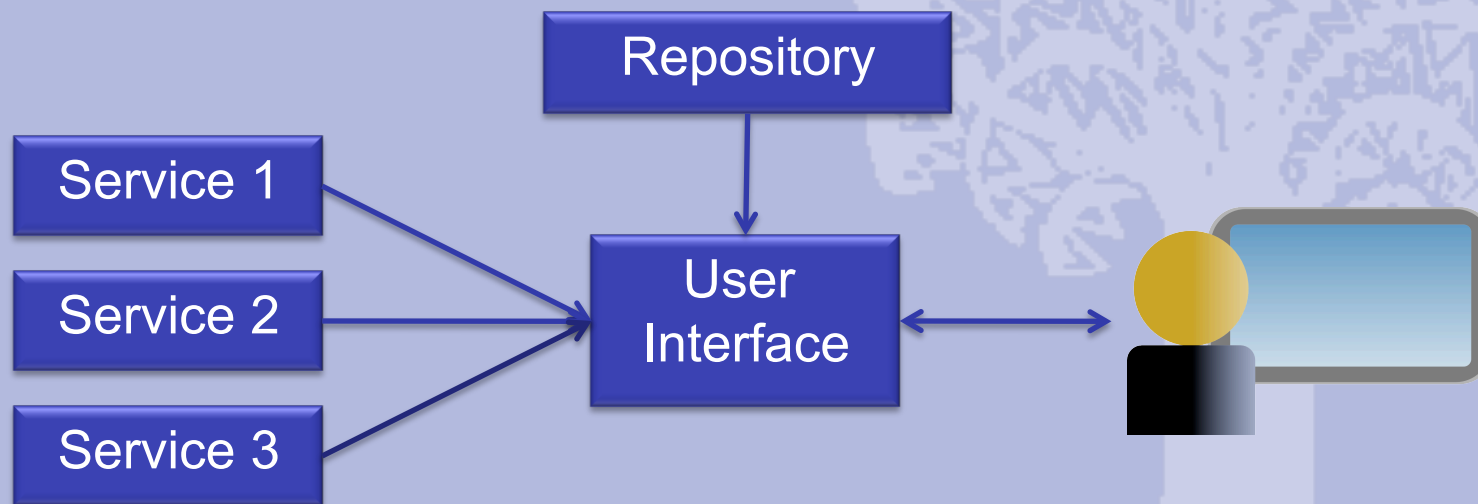 Repository
Service 1
Service 2
Service 3
User
Interface